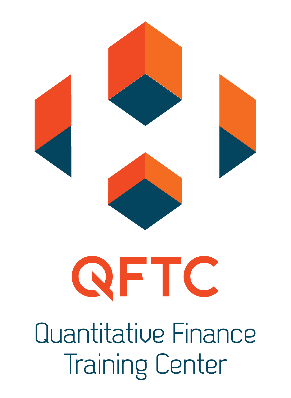 QFTC
Quantitative Finance
Training Center